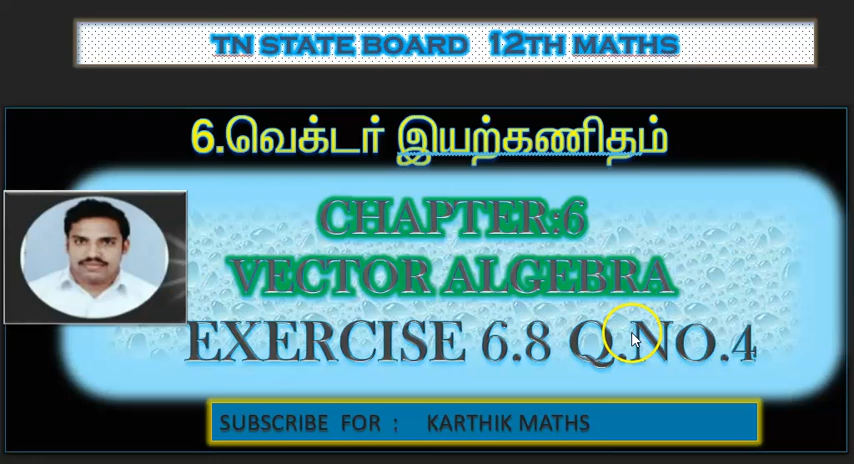 TN STATE BOARD 12TH MATHS
6.வெக்டர் இயற்கணிதம்
CHAPTER:6
VECTOR ALGEBRA
EXERCISE 6.8 Q.NO.4
SUBSCRIBE FOR : KARTHIK MATHS